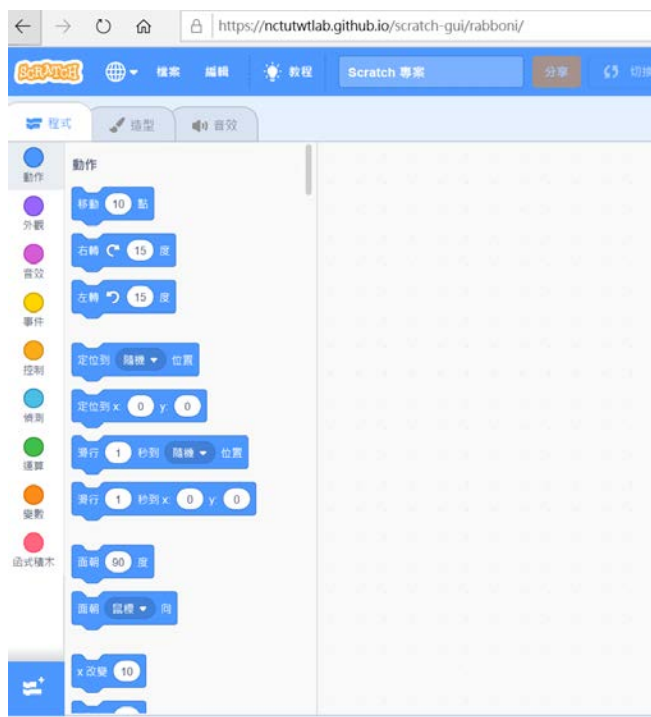 https://nctutwtlab.github.io/scratch-gui/rabboni/
SCRATCH 檔案 編輯 教程 Scratch 專案 分享 切換
程式 造型 音效
動作
外觀
音效
事件
控制
偵測
運算
變數
函式積木
動作
移動 10 點
右轉 15 度
左轉 15 度
定位到 隨機 位置
定位到 x: 0 y: 0
滑行 1 秒到 隨機 位置
滑行 1 秒到 x: 0 y: 0
面朝 90 度
面朝 鼠標 向
x 改變 10